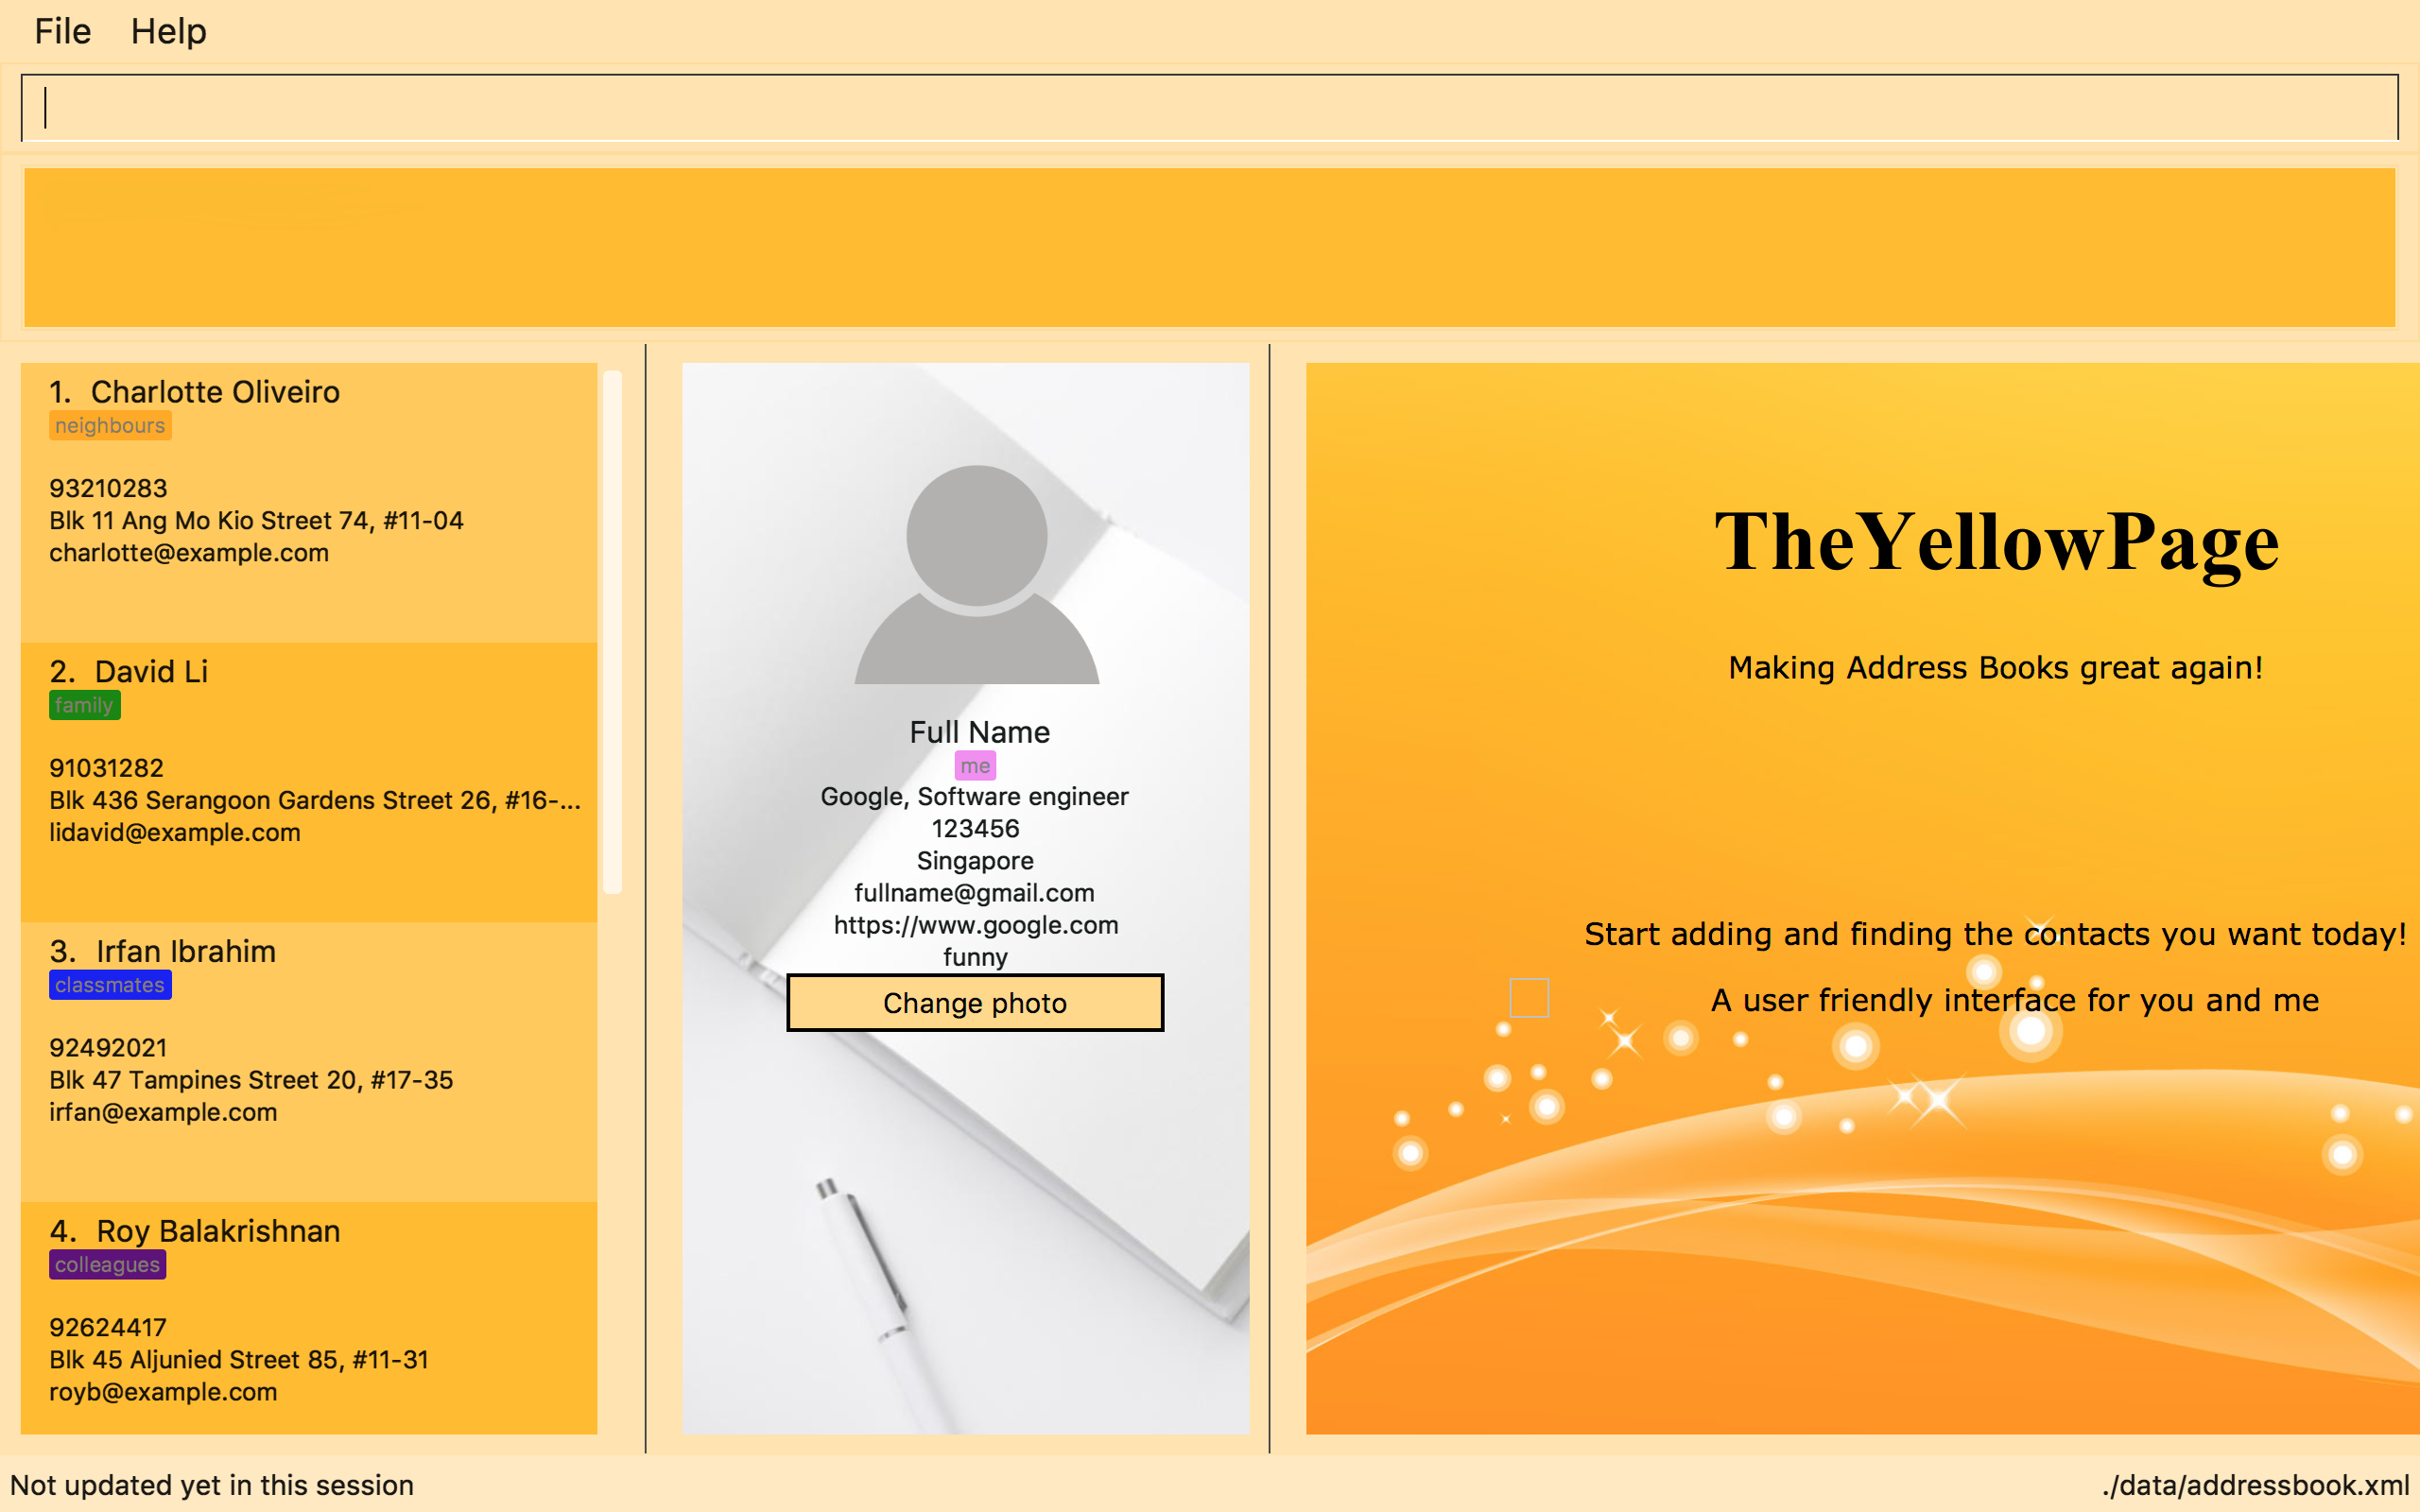 File Help
1. Charlotte Oliveiro
neighbours
93210283
Blk 11 Ang Mo Kio Street 74, #11-04
charlotte@example.com
2. David Li
family
91031282
Blk 436 Serangoon Gardens Street 26, #16-...
lidavid@example.com
3. Irfan Ibrahim
classmates
92492021
Blk 47 Tampines Street 20, #17-35
irfan@example.com
4. Roy Balakrishnan
colleagues
92624417
Blk 45 Aljunied Street 85, #11-31
royb@example.com
Full Name
me
Google, Software engineer
123456
Singapore
fullname@gmail.com
https://www.google.com
funny
Change photo
TheYellowPage
Making Address Books great again!
Start adding and finding the contacts you want today!
A user friendly interface for you and me
Not updated yet in this session
./data/addressbook.xml